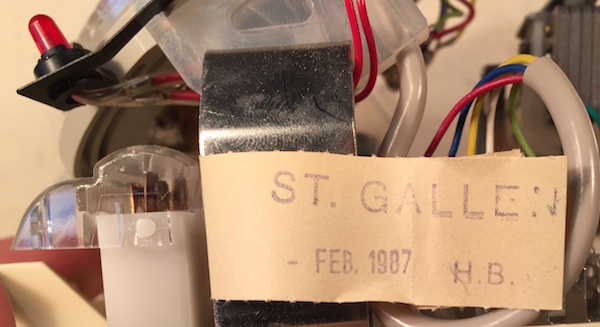 ST. GALLEN
- FEB. 1987 H.B.